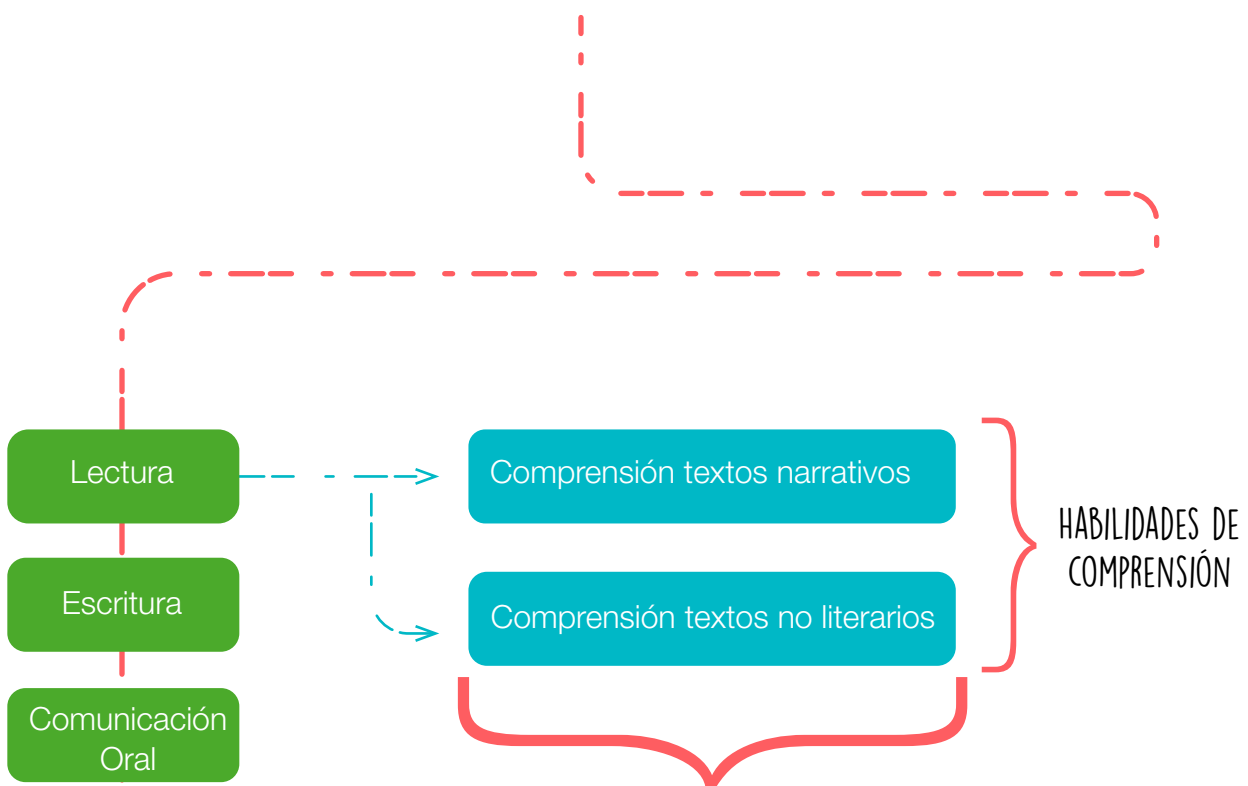 Lectura
Comprensión textos narrativos
HABILIDADES DE
COMPRENSIÓN
Escritura
Comprensión textos no literarios
Comunicación
Oral